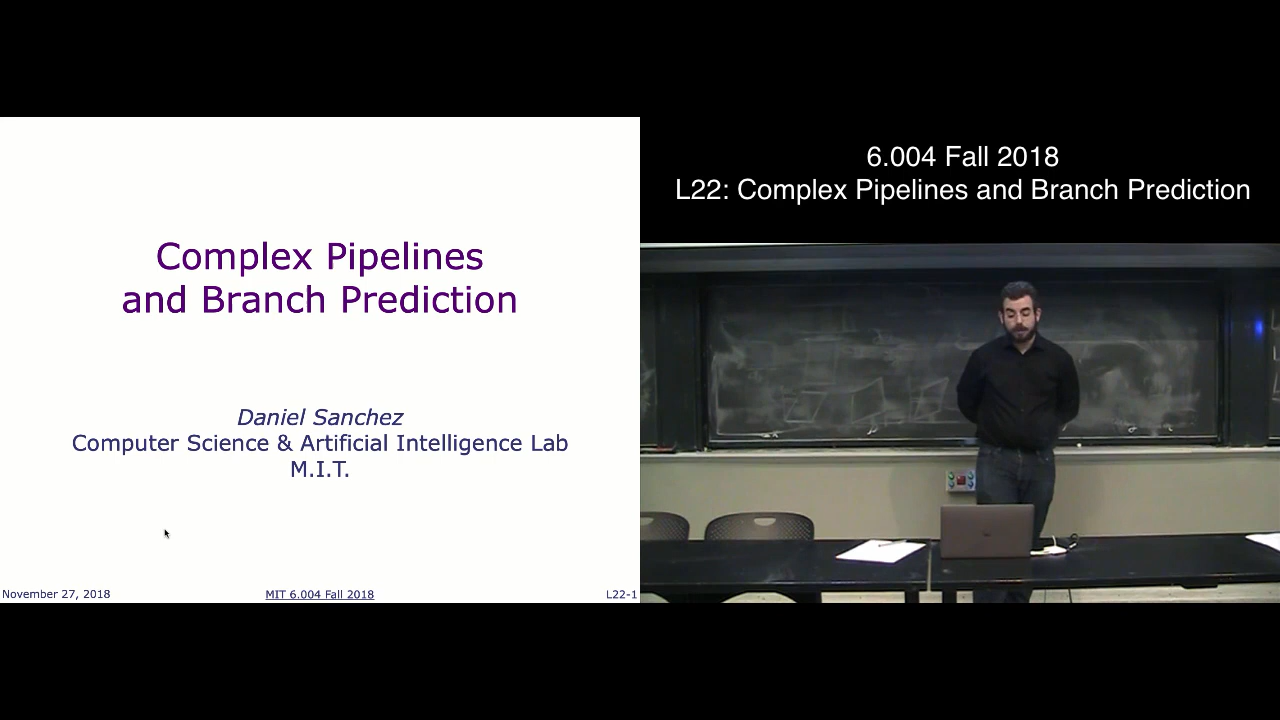 Complex Pipelines
and Branch Prediction
Daniel Sanchez
Computer Science & Artificial Intelligence Lab
M.I.T.
November 27, 2018
MIT 6.004 Fall 2018
L22-1
6.004 Fall 2018
L22: Complex Pipelines and Branch Prediction